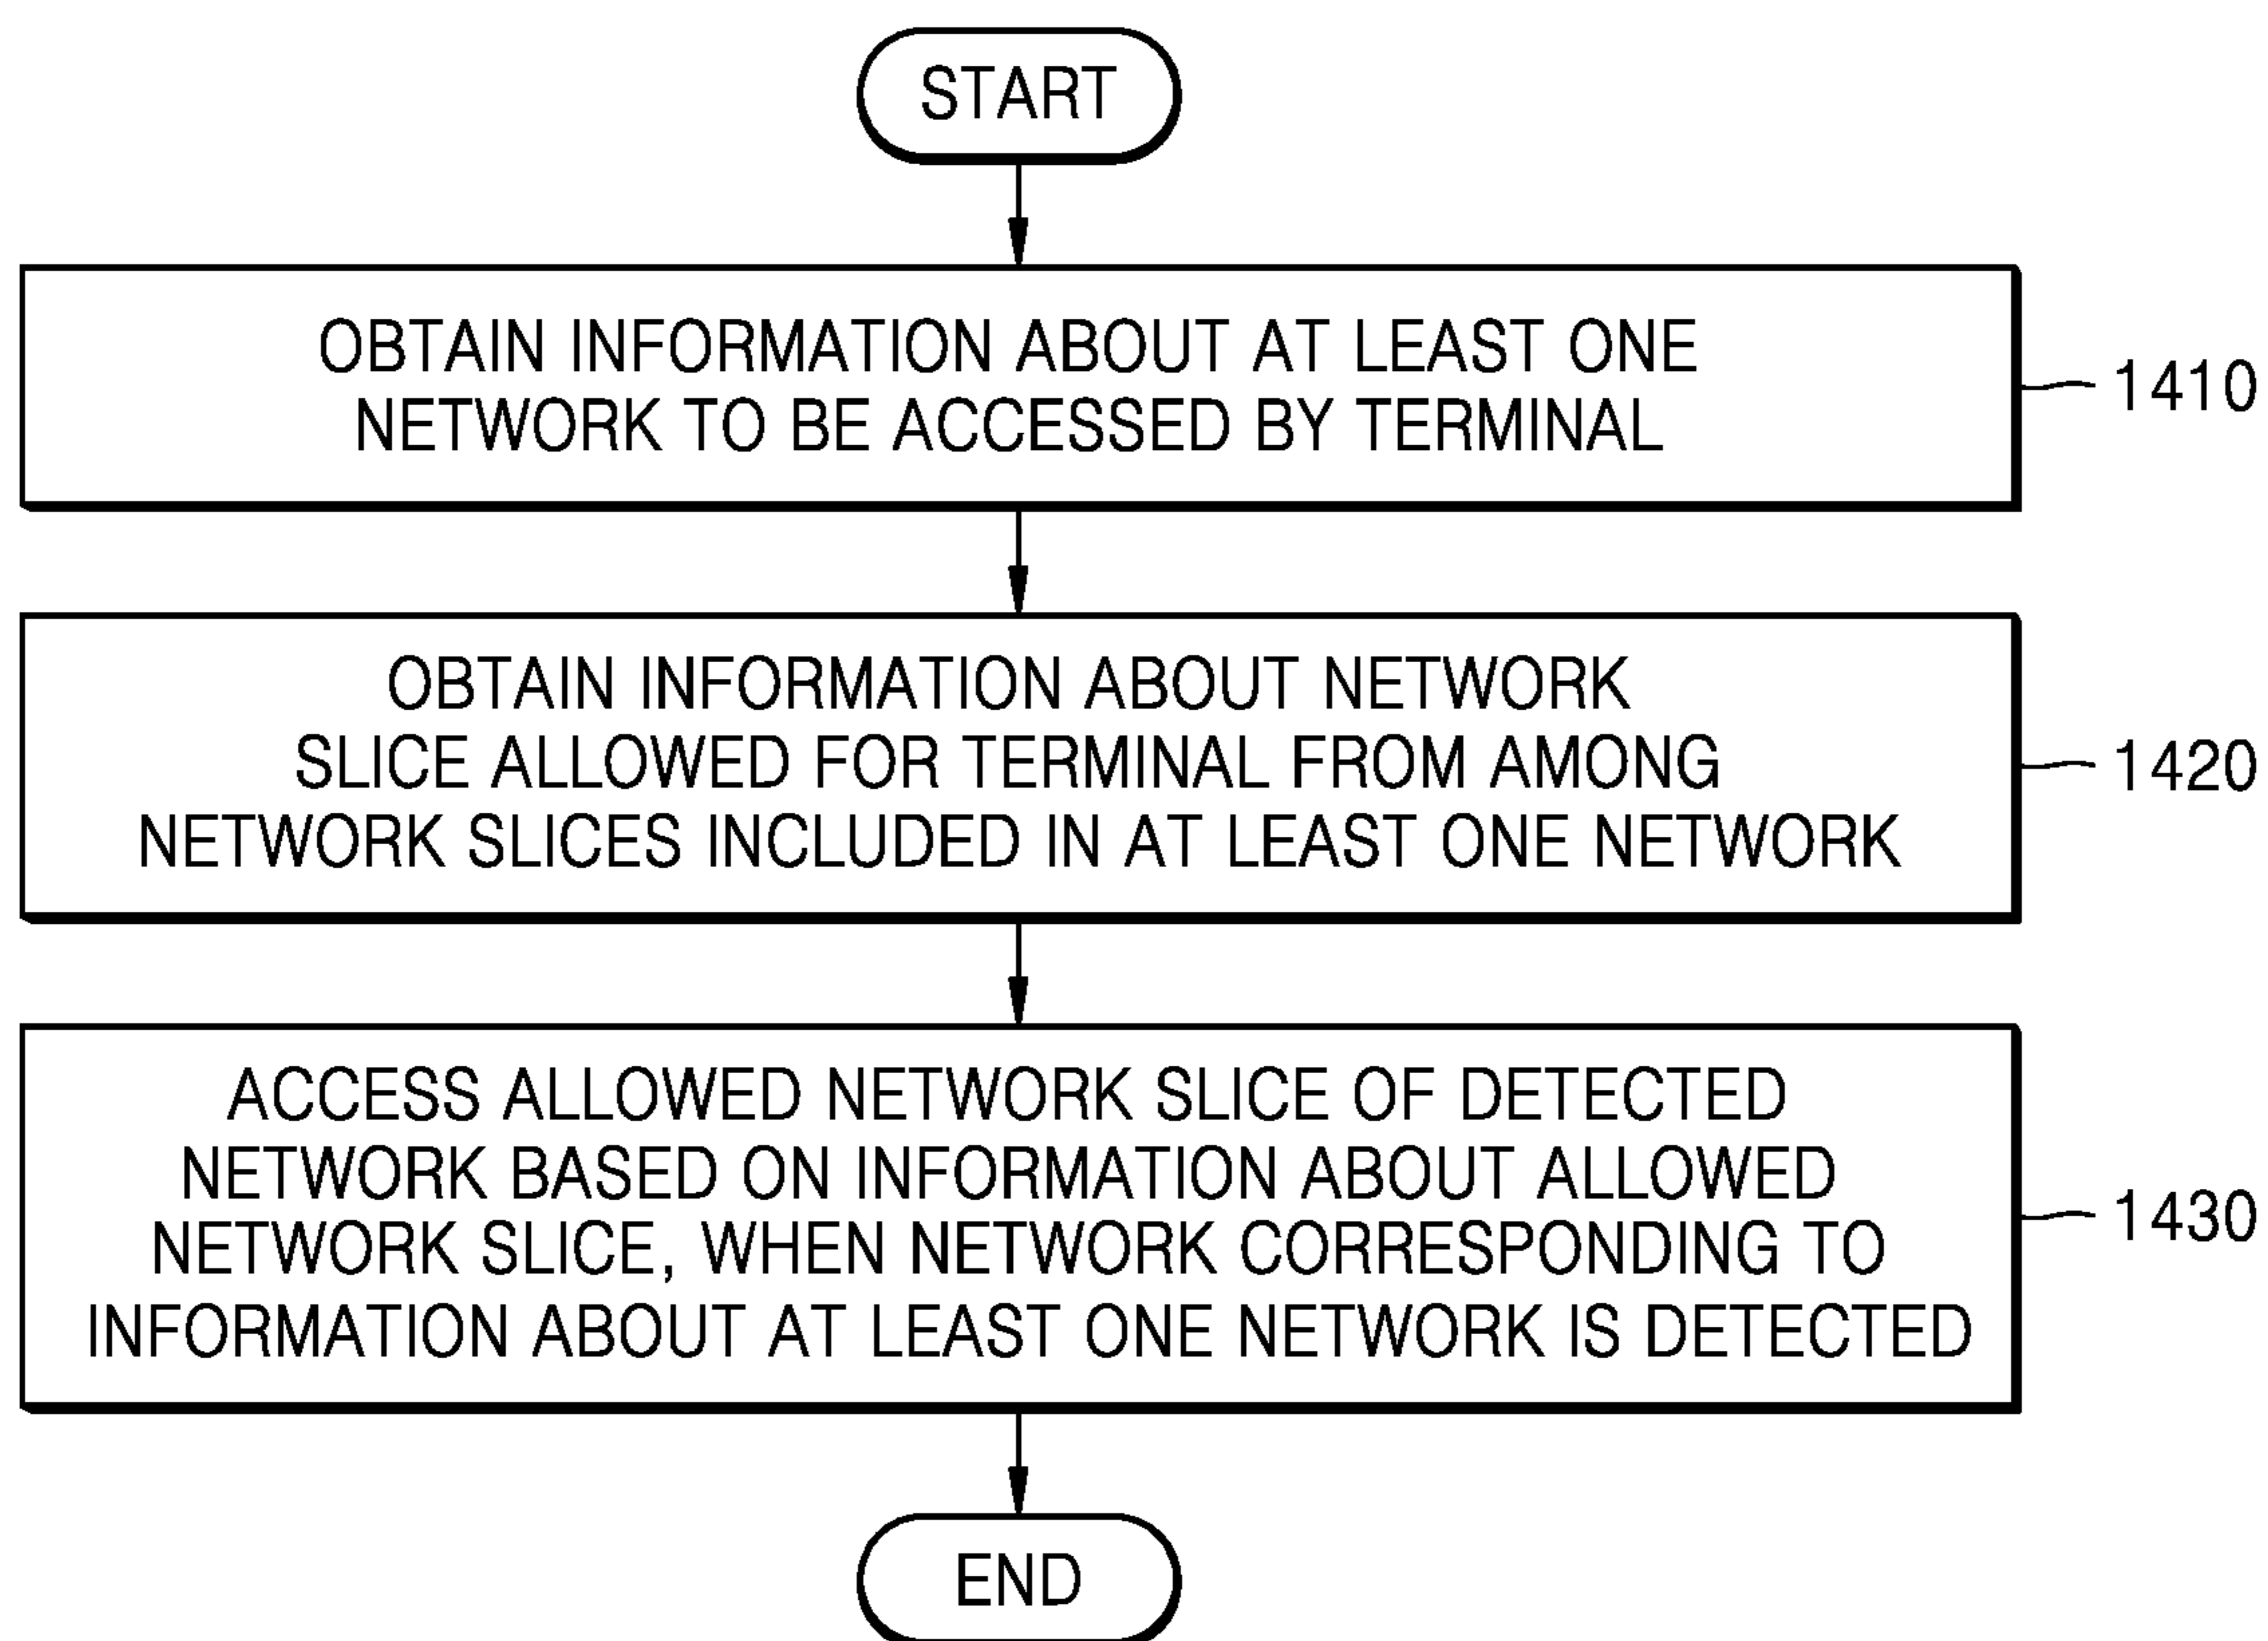 START
OBTAIN INFORMATION ABOUT AT LEAST ONE
NETWORK TO BE ACCESSED BY TERMINAL
1410
OBTAIN INFORMATION ABOUT NETWORK
SLICE ALLOWED FOR TERMINAL FROM AMONG
NETWORK SLICES INCLUDED IN AT LEAST ONE NETWORK
1420
ACCESS ALLOWED NETWORK SLICE OF DETECTED
NETWORK BASED ON INFORMATION ABOUT ALLOWED
NETWORK SLICE, WHEN NETWORK CORRESPONDING TO
INFORMATION ABOUT AT LEAST ONE NETWORK IS DETECTED
1430
END